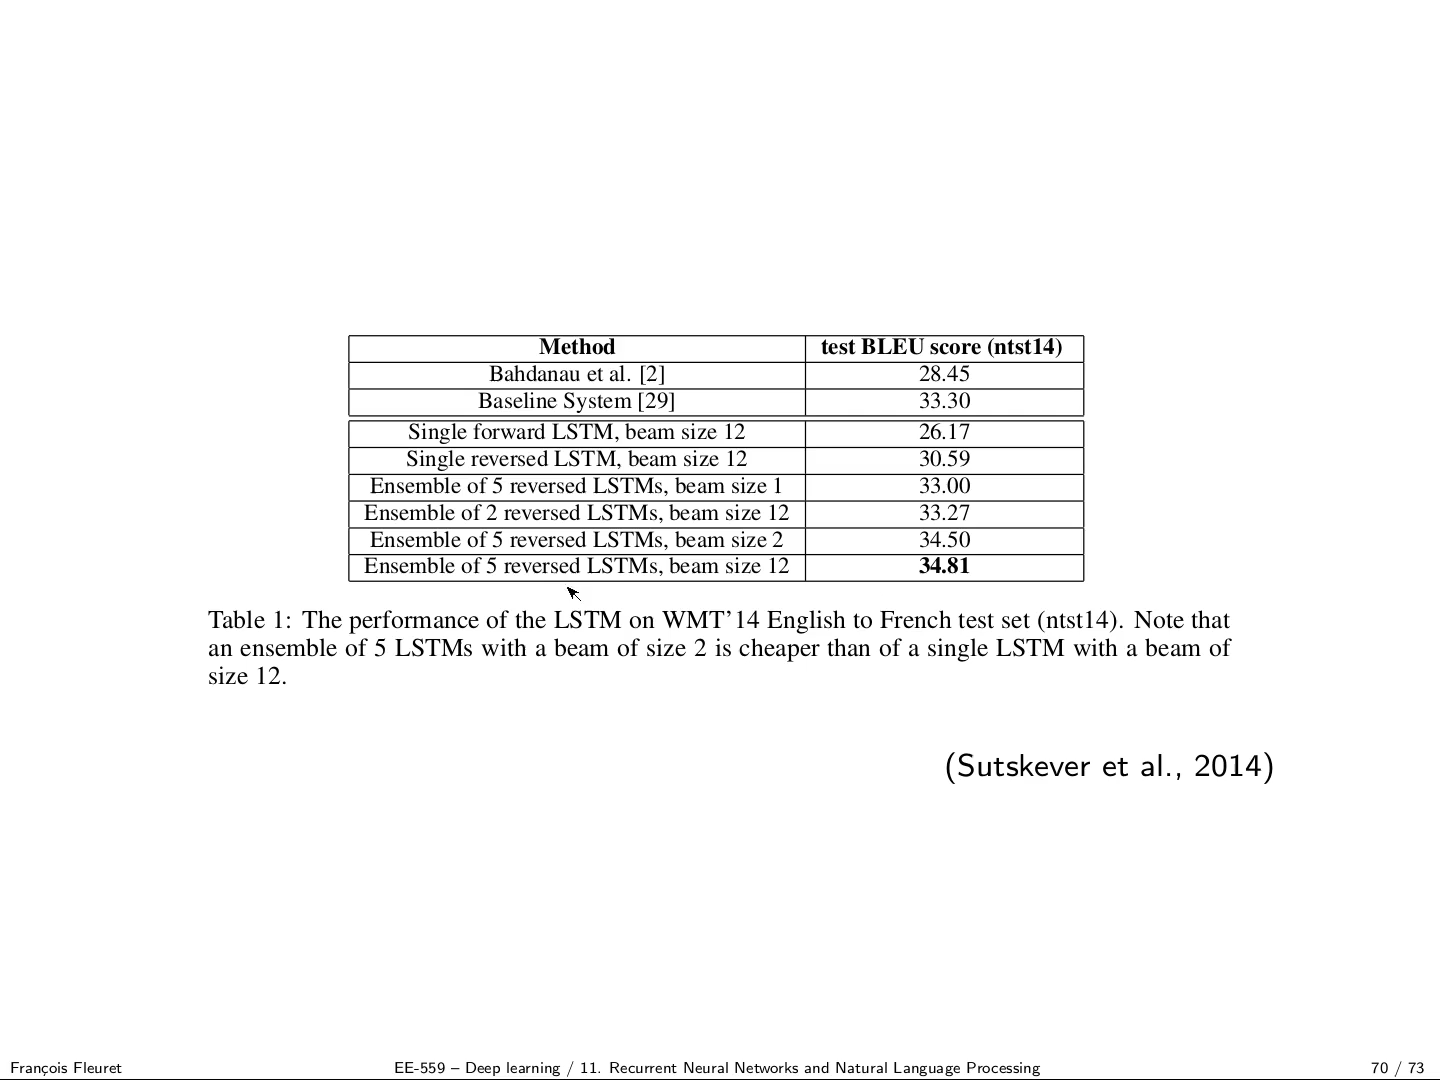 Method test BLEU score (ntst14)
Bahdanau et al. [2] 28.45
Baseline System [29] 33.30
Single forward LSTM, beam size 12 26.17
Single reversed LSTM, beam size 12 30.59
Ensemble of 5 reversed LSTMs, beam size 1 33.00
Ensemble of 2 reversed LSTMs, beam size 12 33.27
Ensemble of 5 reversed LSTMs, beam size 2 34.50
Ensemble of 5 reversed LSTMs, beam size 12 34.81
Table 1: The performance of the LSTM on WMT’14 English to French test set (ntst14). Note that
an ensemble of 5 LSTMs with a beam of size 2 is cheaper than of a single LSTM with a beam of
size 12.
(Sutskever et al., 2014)
François Fleuret EE-559 – Deep learning / 11. Recurrent Neural Networks and Natural Language Processing 70 / 73